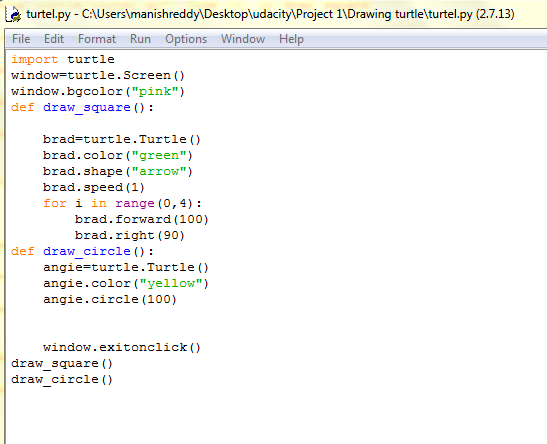 turtel.py - C:\Users\manishreddy\Desktop\udacity\Project 1\Drawing turtle\turtel.py (2.7.13)
File Edit Format Run Options Window Help
import turtle
window=turtle.Screen()
window.bgcolor("pink")
def draw_square():
    brad=turtle.Turtle()
    brad.color("green")
    brad.shape("arrow")
    brad.speed(1)
    for i in range(0,4):
        brad.forward(100)
        brad.right(90)
def draw_circle():
    angie=turtle.Turtle()
    angie.color("yellow")
    angie.circle(100)
    window.exitonclick()
draw_square()
draw_circle()